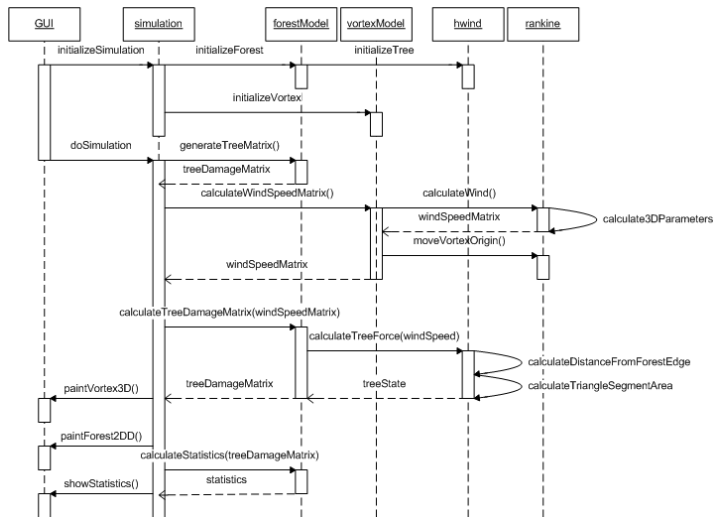 GUI
simulation
forestModel
vortexModel
hwind
rankine
initializeSimulation
initializeForest
initializeTree
initializeVortex
doSimulation
generateTreeMatrix()
treeDamageMatrix
calculateWindSpeedMatrix()
calculateWind()
windSpeedMatrix
calculate3DParameters
moveVortexOrigin()
windSpeedMatrix
calculateTreeDamageMatrix(windSpeedMatrix)
calculateTreeForce(windSpeed)
calculateDistanceFromForestEdge
paintVortex3D()
treeDamageMatrix
treeState
calculateTriangleSegmentArea
paintForest2DD()
calculateStatistics(treeDamageMatrix)
showStatistics()
statistics